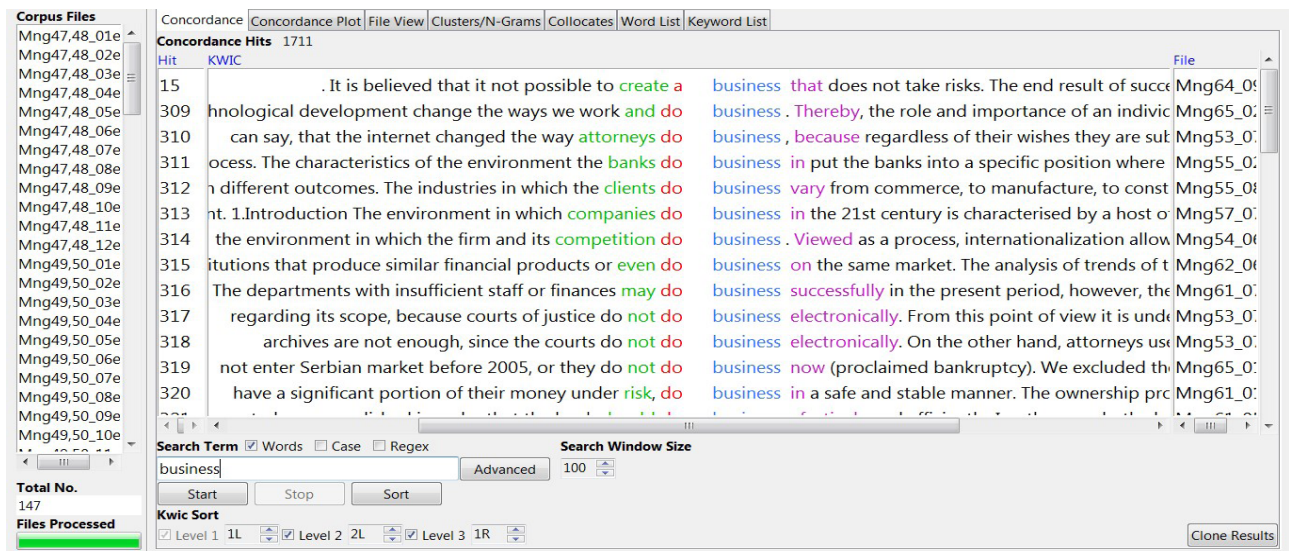 Corpus Files
Mng47,48_01e
Mng47,48_02e
Mng47,48_03e
Mng47,48_04e
Mng47,48_05e
Mng47,48_06e
Mng47,48_07e
Mng47,48_08e
Mng47,48_09e
Mng47,48_10e
Mng47,48_11e
Mng47,48_12e
Mng49,50_01e
Mng49,50_02e
Mng49,50_03e
Mng49,50_04e
Mng49,50_05e
Mng49,50_06e
Mng49,50_07e
Mng49,50_08e
Mng49,50_09e
Mng49,50_10e
Total No.
147
Files Processed
Concordance Concordance Plot File View Clusters/N-Grams Collocates Word List Keyword List
Concordance Hits 1711
Hit KWIC File
15 . It is believed that it not possible to create a business that does not take risks. The end result of succe Mng64_09
309 hnological development change the ways we work and do business . Thereby, the role and importance of an individ Mng65_02
310 can say, that the internet changed the way attorneys do business , because regardless of their wishes they are sub Mng53_07
311 ocess. The characteristics of the environment the banks do business in put the banks into a specific position where Mng55_02
312 n different outcomes. The industries in which the clients do business vary from commerce, to manufacture, to const Mng55_08
313 nt. 1.Introduction The environment in which companies do business in the 21st century is characterised by a host o Mng57_07
314 the environment in which the firm and its competition do business . Viewed as a process, internationalization allow Mng54_06
315 itutions that produce similar financial products or even do business on the same market. The analysis of trends of t Mng62_06
316 The departments with insufficient staff or finances may do business successfully in the present period, however, the Mng61_07
317 regarding its scope, because courts of justice do not do business electronically. From this point of view it is unde Mng53_07
318 archives are not enough, since the courts do not do business electronically. On the other hand, attorneys use Mng53_07
319 not enter Serbian market before 2005, or they do not do business now (proclaimed bankruptcy). We excluded th Mng65_01
320 have a significant portion of their money under risk, do business in a safe and stable manner. The ownership pro Mng61_01
Search Term Words Case Regex Search Window Size
business Advanced 100
Start Stop Sort
Kwic Sort
Level 1 1L Level 2 2L Level 3 1R Clone Results